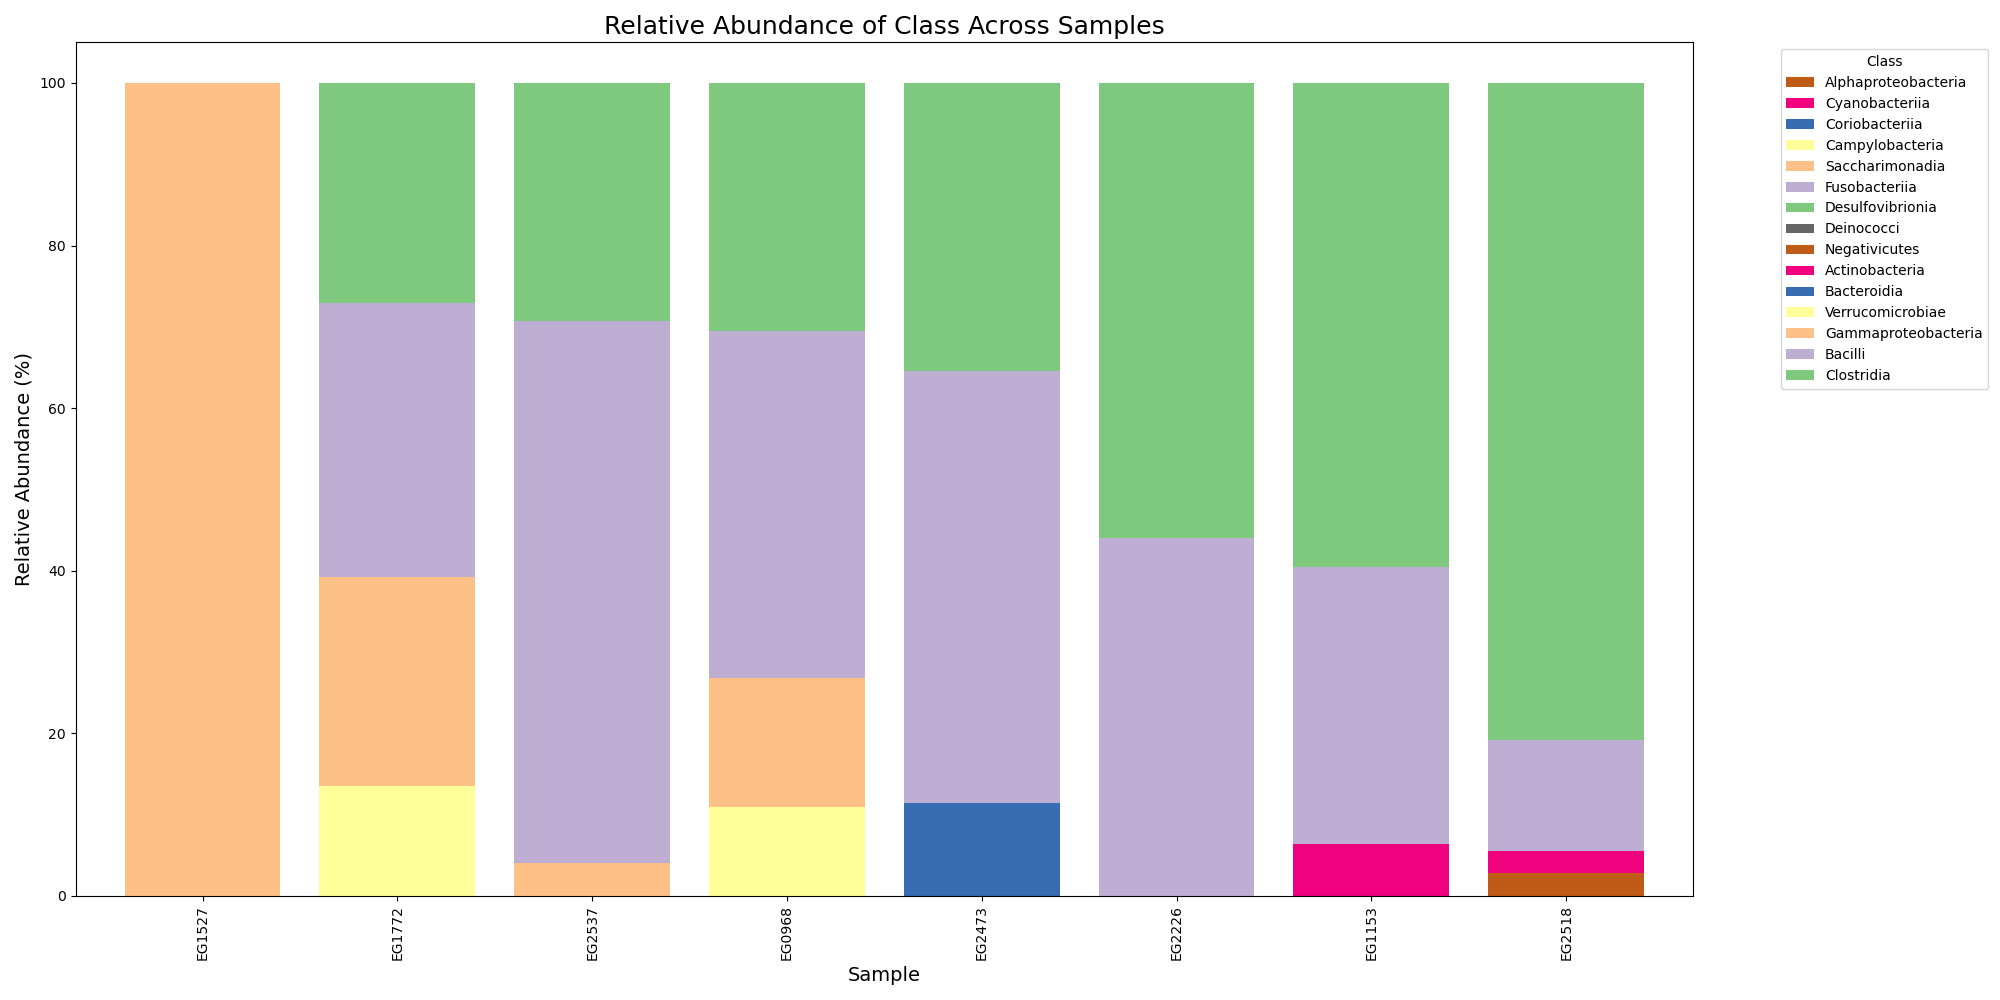 Relative Abundance of Class Across Samples
Relative Abundance (%)
100
80
60
40
20
0
EG1527
EG1772
EG2537
EG0968
EG2473
EG2226
EG1153
EG2518
Sample
Class
Alphaproteobacteria
Cyanobacteriia
Coriobacteriia
Campylobacteria
Saccharimonadia
Fusobacteriia
Desulfovibrionia
Deinococci
Negativicutes
Actinobacteria
Bacteroidia
Verrucomicrobiae
Gammaproteobacteria
Bacilli
Clostridia